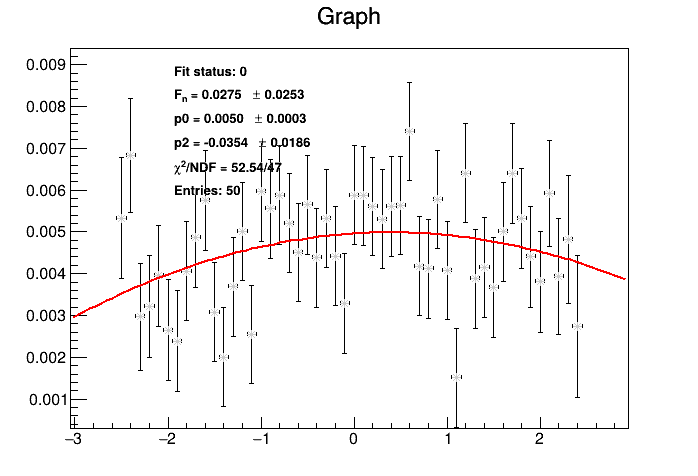 Graph
Fit status: 0
Fn = 0.0275 ± 0.0253
p0 = 0.0050 ± 0.0003
p2 = -0.0354 ± 0.0186
χ²/NDF = 52.54/47
Entries: 50
0.009
0.008
0.007
0.006
0.005
0.004
0.003
0.002
0.001
−3 −2 −1 0 1 2